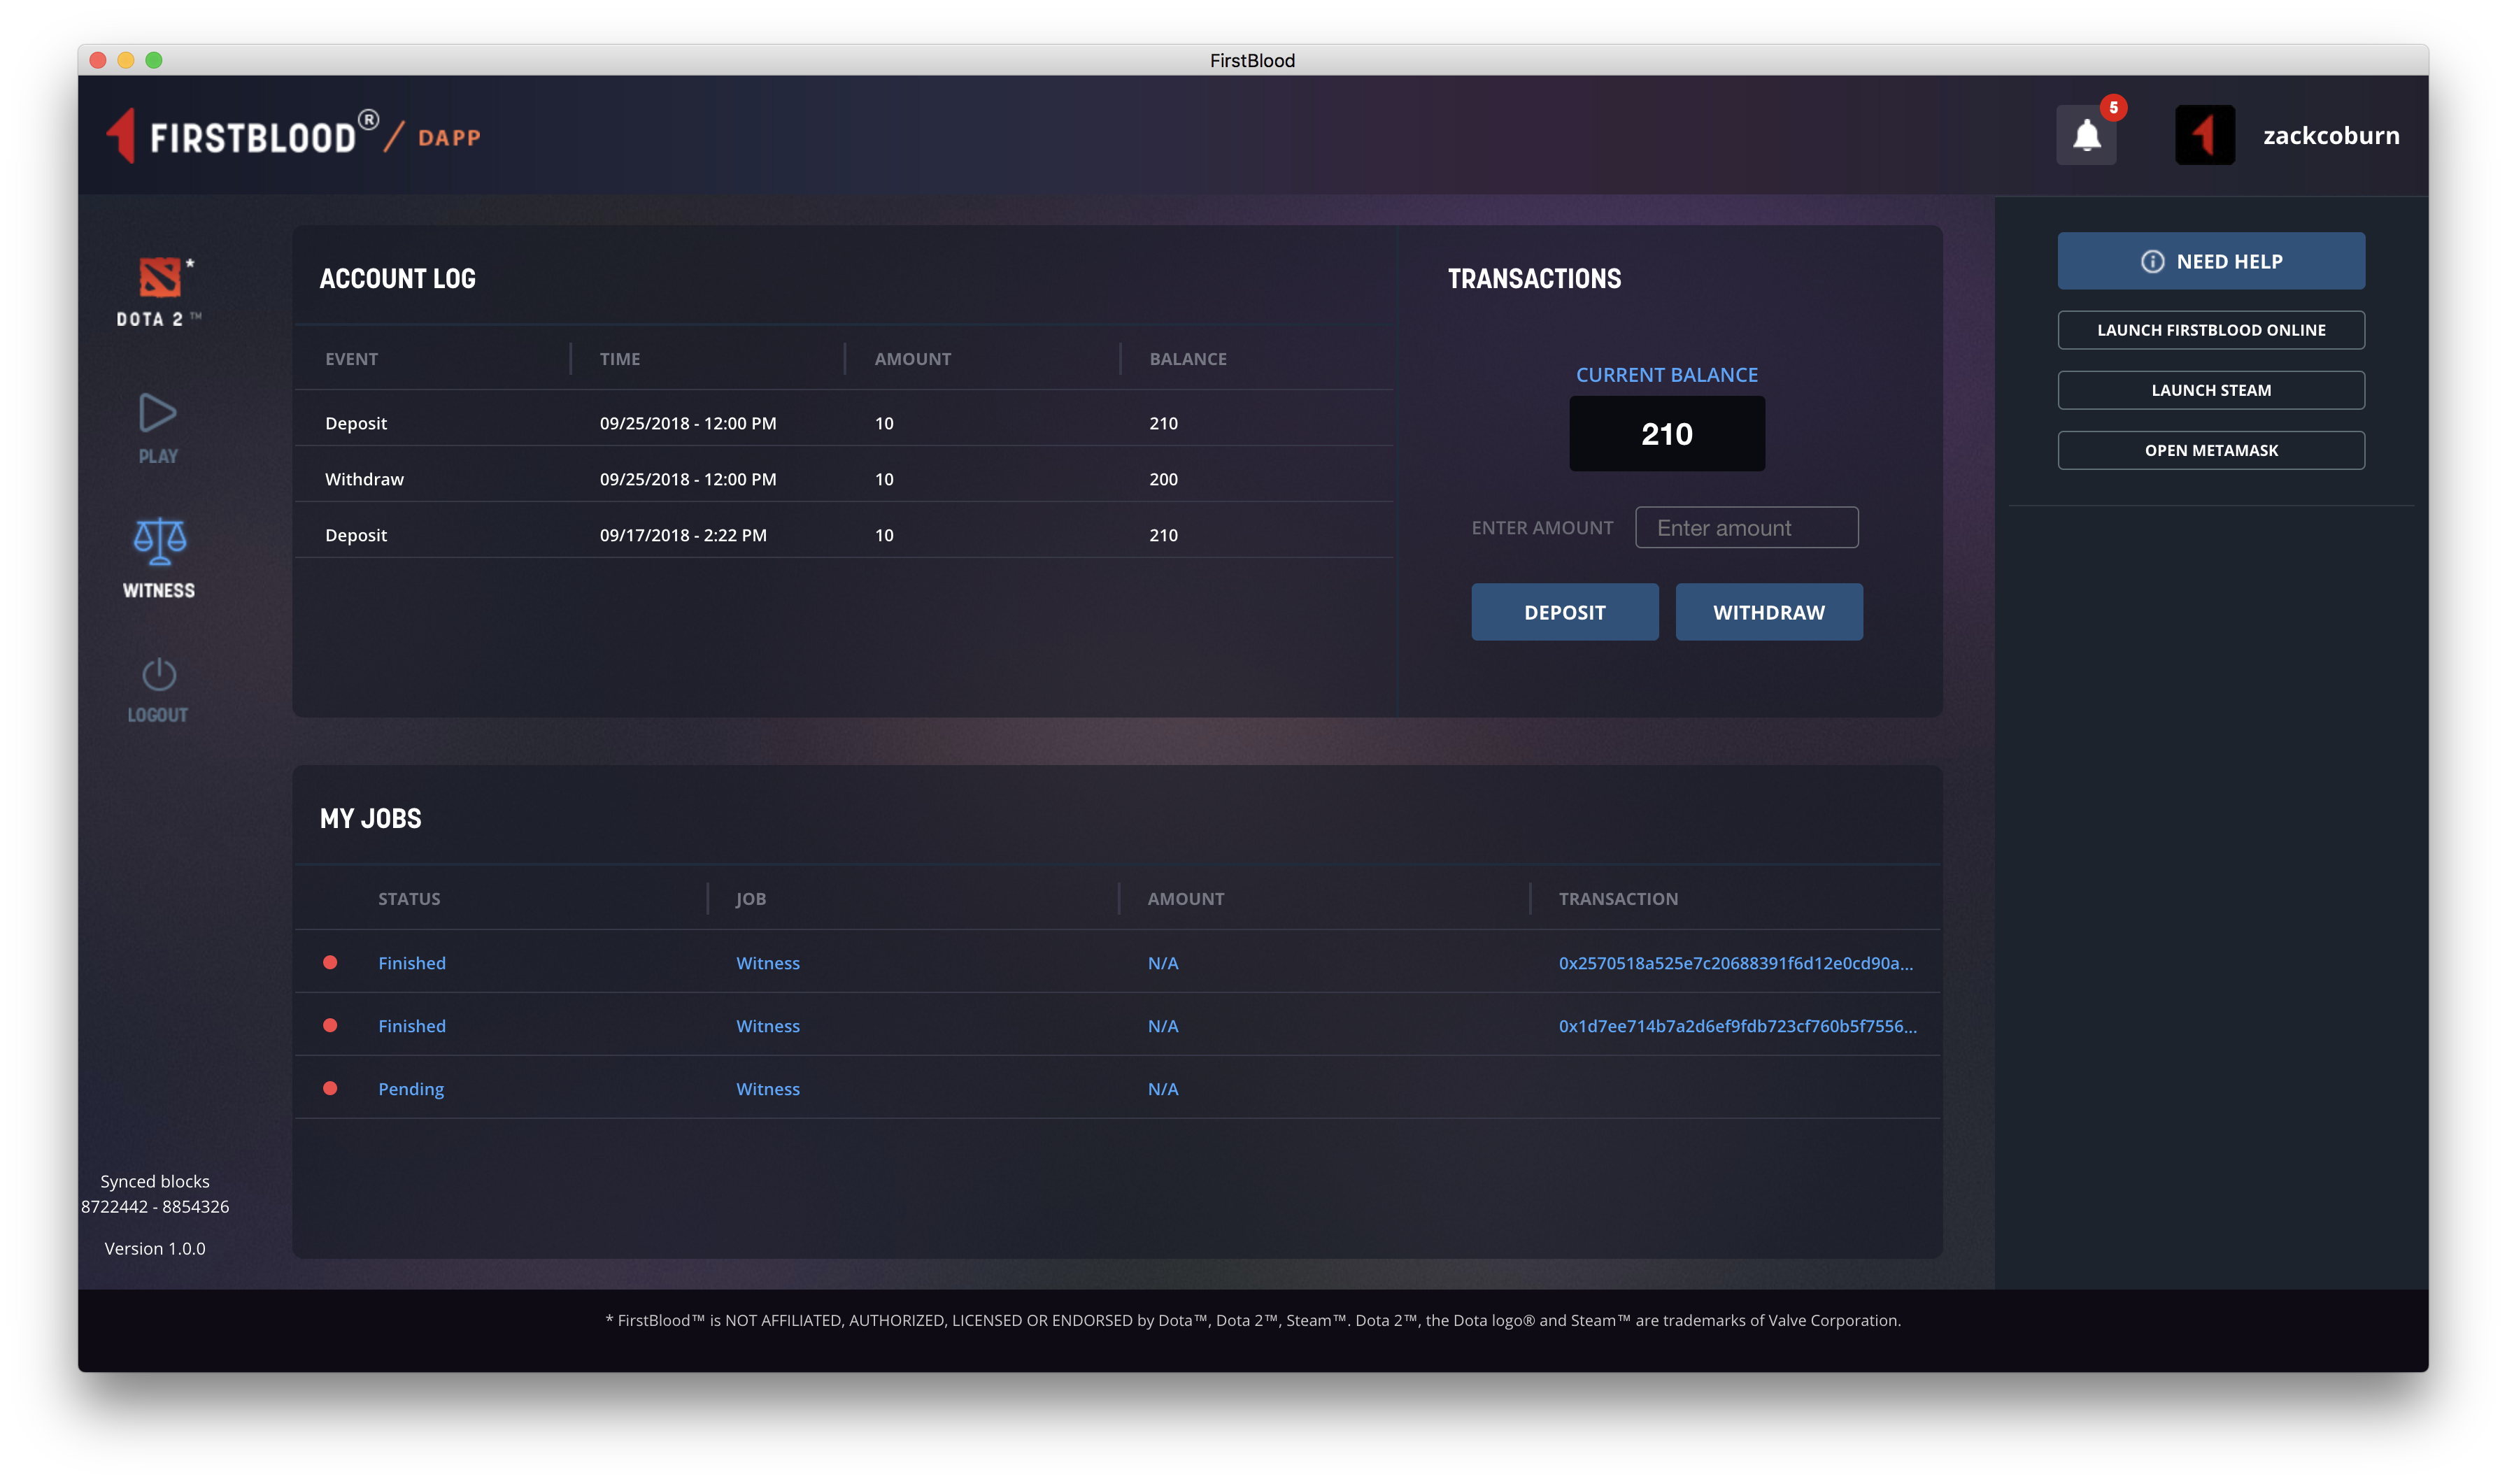 FirstBlood
FIRSTBLOOD® / DAPP
5
zackcoburn
*
DOTA 2 ™
PLAY
WITNESS
LOGOUT
Synced blocks
8722442 - 8854326
Version 1.0.0
ACCOUNT LOG
EVENT TIME AMOUNT BALANCE
Deposit 09/25/2018 - 12:00 PM 10 210
Withdraw 09/25/2018 - 12:00 PM 10 200
Deposit 09/17/2018 - 2:22 PM 10 210
TRANSACTIONS
CURRENT BALANCE
210
ENTER AMOUNT Enter amount
DEPOSIT WITHDRAW
NEED HELP
LAUNCH FIRSTBLOOD ONLINE
LAUNCH STEAM
OPEN METAMASK
MY JOBS
STATUS JOB AMOUNT TRANSACTION
Finished Witness N/A 0x2570518a525e7c20688391f6d12e0cd90a...
Finished Witness N/A 0x1d7ee714b7a2d6ef9fdb723cf760b5f7556...
Pending Witness N/A
* FirstBlood™ is NOT AFFILIATED, AUTHORIZED, LICENSED OR ENDORSED by Dota™, Dota 2™, Steam™. Dota 2™, the Dota logo® and Steam™ are trademarks of Valve Corporation.